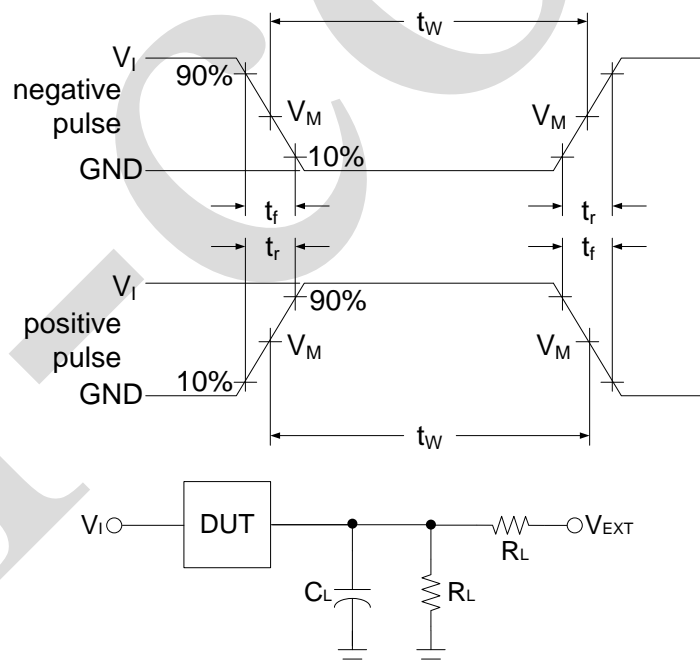 tW
VI
90%
negative
pulse
VM
VM
10%
GND
tf
tr
tr
tf
VI
90%
positive
pulse
VM
VM
10%
GND
tW
VI
DUT
VEXT
RL
CL
RL